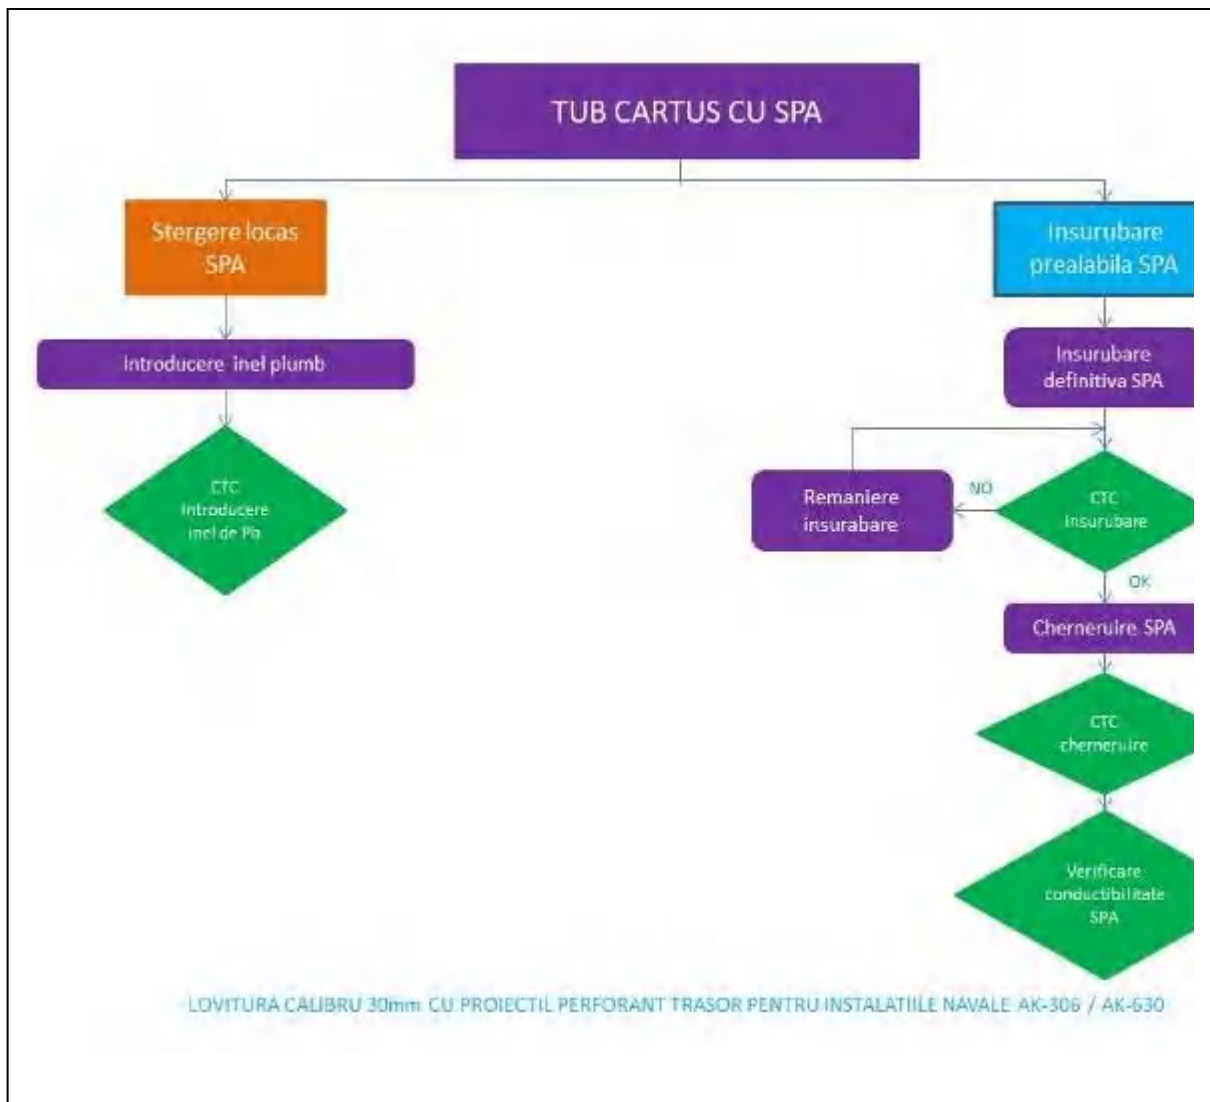 TUB CARTUS CU SPA
Stergere locas
SPA
Introducere inel plumb
CTC
Introducere
inel de Pb
Insurubare
prealabila SPA
Insurubare
definitiva SPA
Remaniere
insurabare
NO
CTC
Insurubare
OK
Cherneruire SPA
CTC
cherneruire
Verificare
conductibilitate
SPA
LOVITURA CALIBRU 30mm CU PROIECTIL PERFORANT TRASOR PENTRU INSTALATIILE NAVALE AK-306 / AK-630